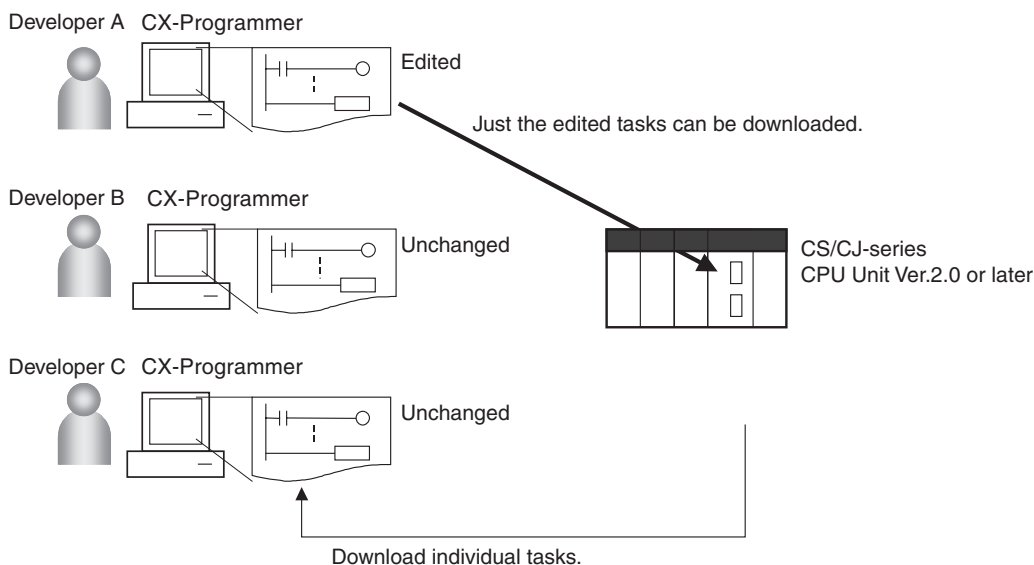 Developer A CX-Programmer
Edited
Just the edited tasks can be downloaded.
Developer B CX-Programmer
Unchanged
CS/CJ-series
CPU Unit Ver.2.0 or later
Developer C CX-Programmer
Unchanged
Download individual tasks.